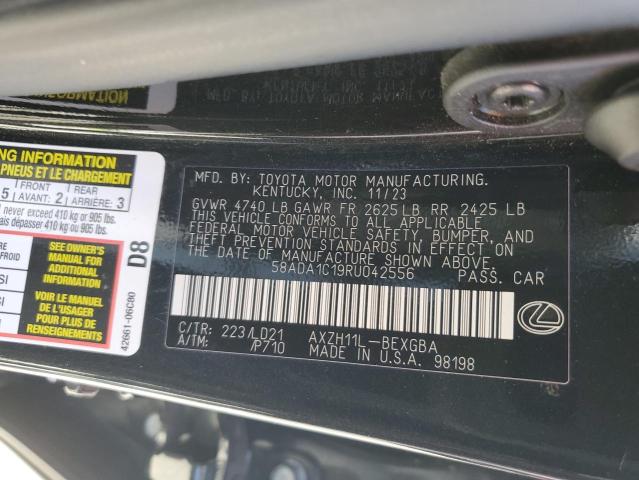 NG INFORMATION
PNEUS ET LE CHARGEMENT
5 FRONT AVANT: 2 REAR ARRIÈRE: 3
never exceed 410 kg or 905 lbs.
ais dépasser 410 kg ou 905 lbs.
SEE OWNER'S
MANUAL FOR
ADDITIONAL
INFORMATION
VOIR LE MANUEL
DE L'USAGER
POUR PLUS DE
RENSEIGNEMENTS
D8
42661-06C80
MFD. BY: TOYOTA MOTOR MANUFACTURING.
KENTUCKY, INC. 11/23
GVWR 4740 LB GAWR FR 2625 LB RR 2425 LB
THIS VEHICLE CONFORMS TO ALL APPLICABLE
FEDERAL MOTOR VEHICLE SAFETY, BUMPER, AND
THEFT PREVENTION STANDARDS IN EFFECT ON
THE DATE OF MANUFACTURE SHOWN ABOVE.
58ADA1C19RU042556 PASS. CAR
C/TR: 223/LD21 AXZH11L-BEXGBA
A/TM: /P710 MADE IN U.S.A. 98198